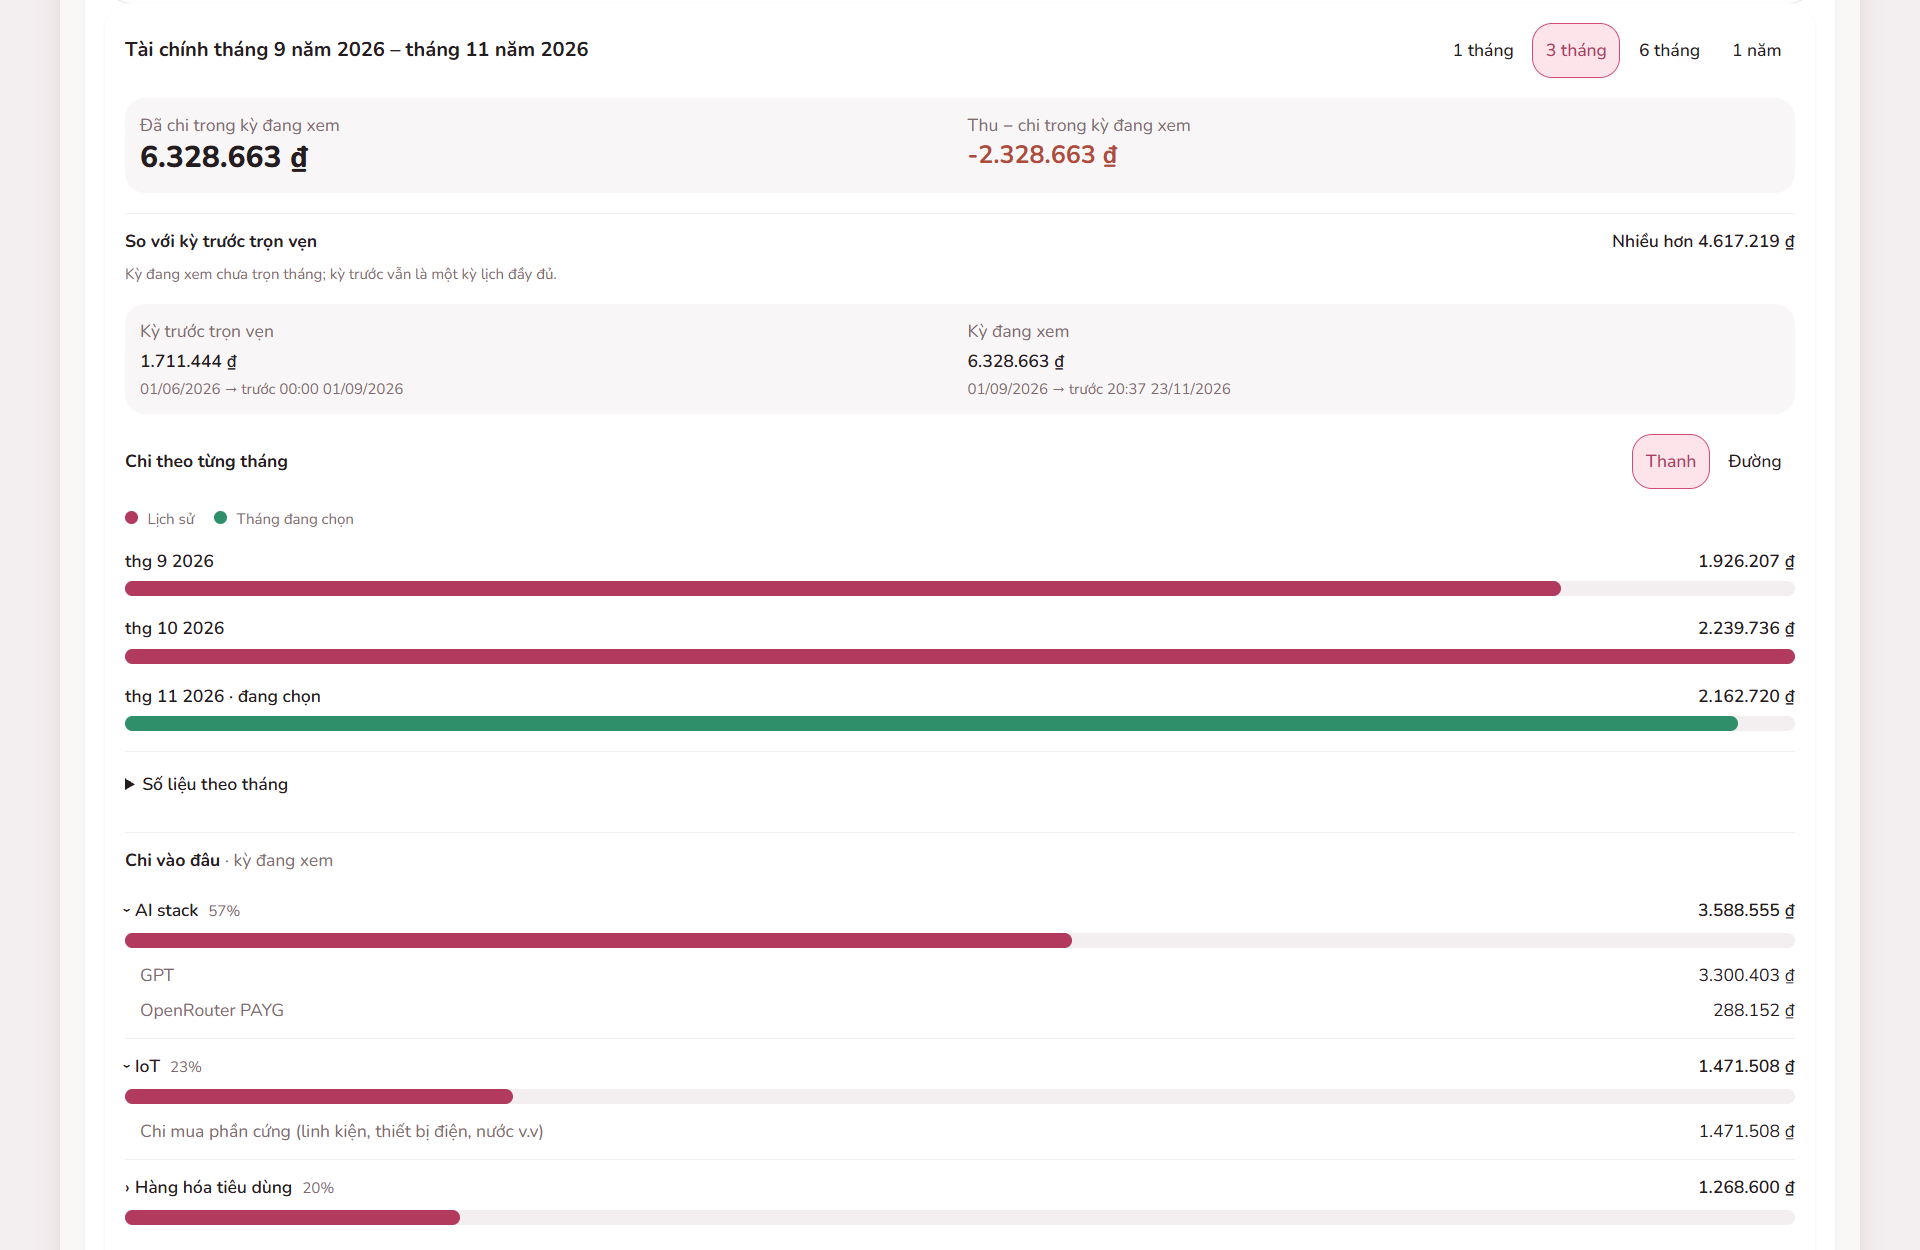 Tài chính tháng 9 năm 2026 – tháng 11 năm 2026
1 tháng 3 tháng 6 tháng 1 năm
Đã chi trong kỳ đang xem
6.328.663 ₫
Thu – chi trong kỳ đang xem
-2.328.663 ₫
So với kỳ trước trọn vẹn
Nhiều hơn 4.617.219 ₫
Kỳ đang xem chưa trọn tháng; kỳ trước vẫn là một kỳ lịch đầy đủ.
Kỳ trước trọn vẹn
1.711.444 ₫
01/06/2026 → trước 00:00 01/09/2026
Kỳ đang xem
6.328.663 ₫
01/09/2026 → trước 20:37 23/11/2026
Chi theo từng tháng
Thanh Đường
Lịch sử Tháng đang chọn
thg 9 2026 1.926.207 ₫
thg 10 2026 2.239.736 ₫
thg 11 2026 · đang chọn 2.162.720 ₫
Số liệu theo tháng
Chi vào đâu · kỳ đang xem
AI stack 57% 3.588.555 ₫
GPT 3.300.403 ₫
OpenRouter PAYG 288.152 ₫
IoT 23% 1.471.508 ₫
Chi mua phần cứng (linh kiện, thiết bị điện, nước v.v) 1.471.508 ₫
Hàng hóa tiêu dùng 20% 1.268.600 ₫